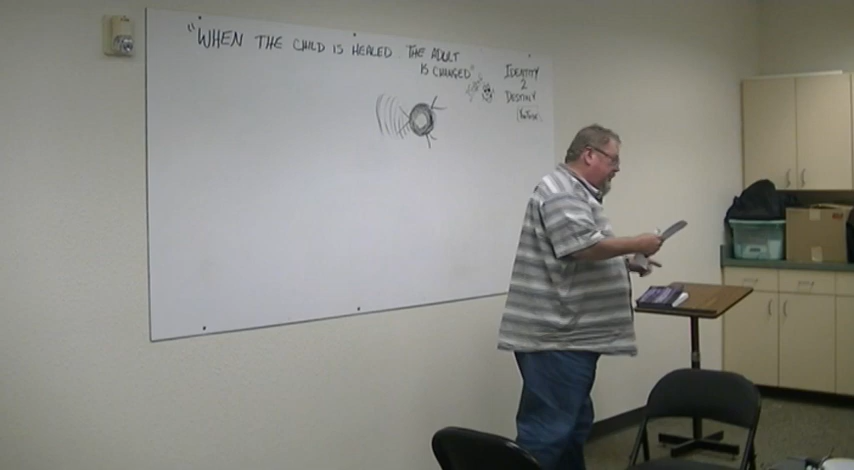 "WHEN THE CHILD IS HEALED THE ADULT
IS CHANGED"
IDENTITY
2
DESTINY